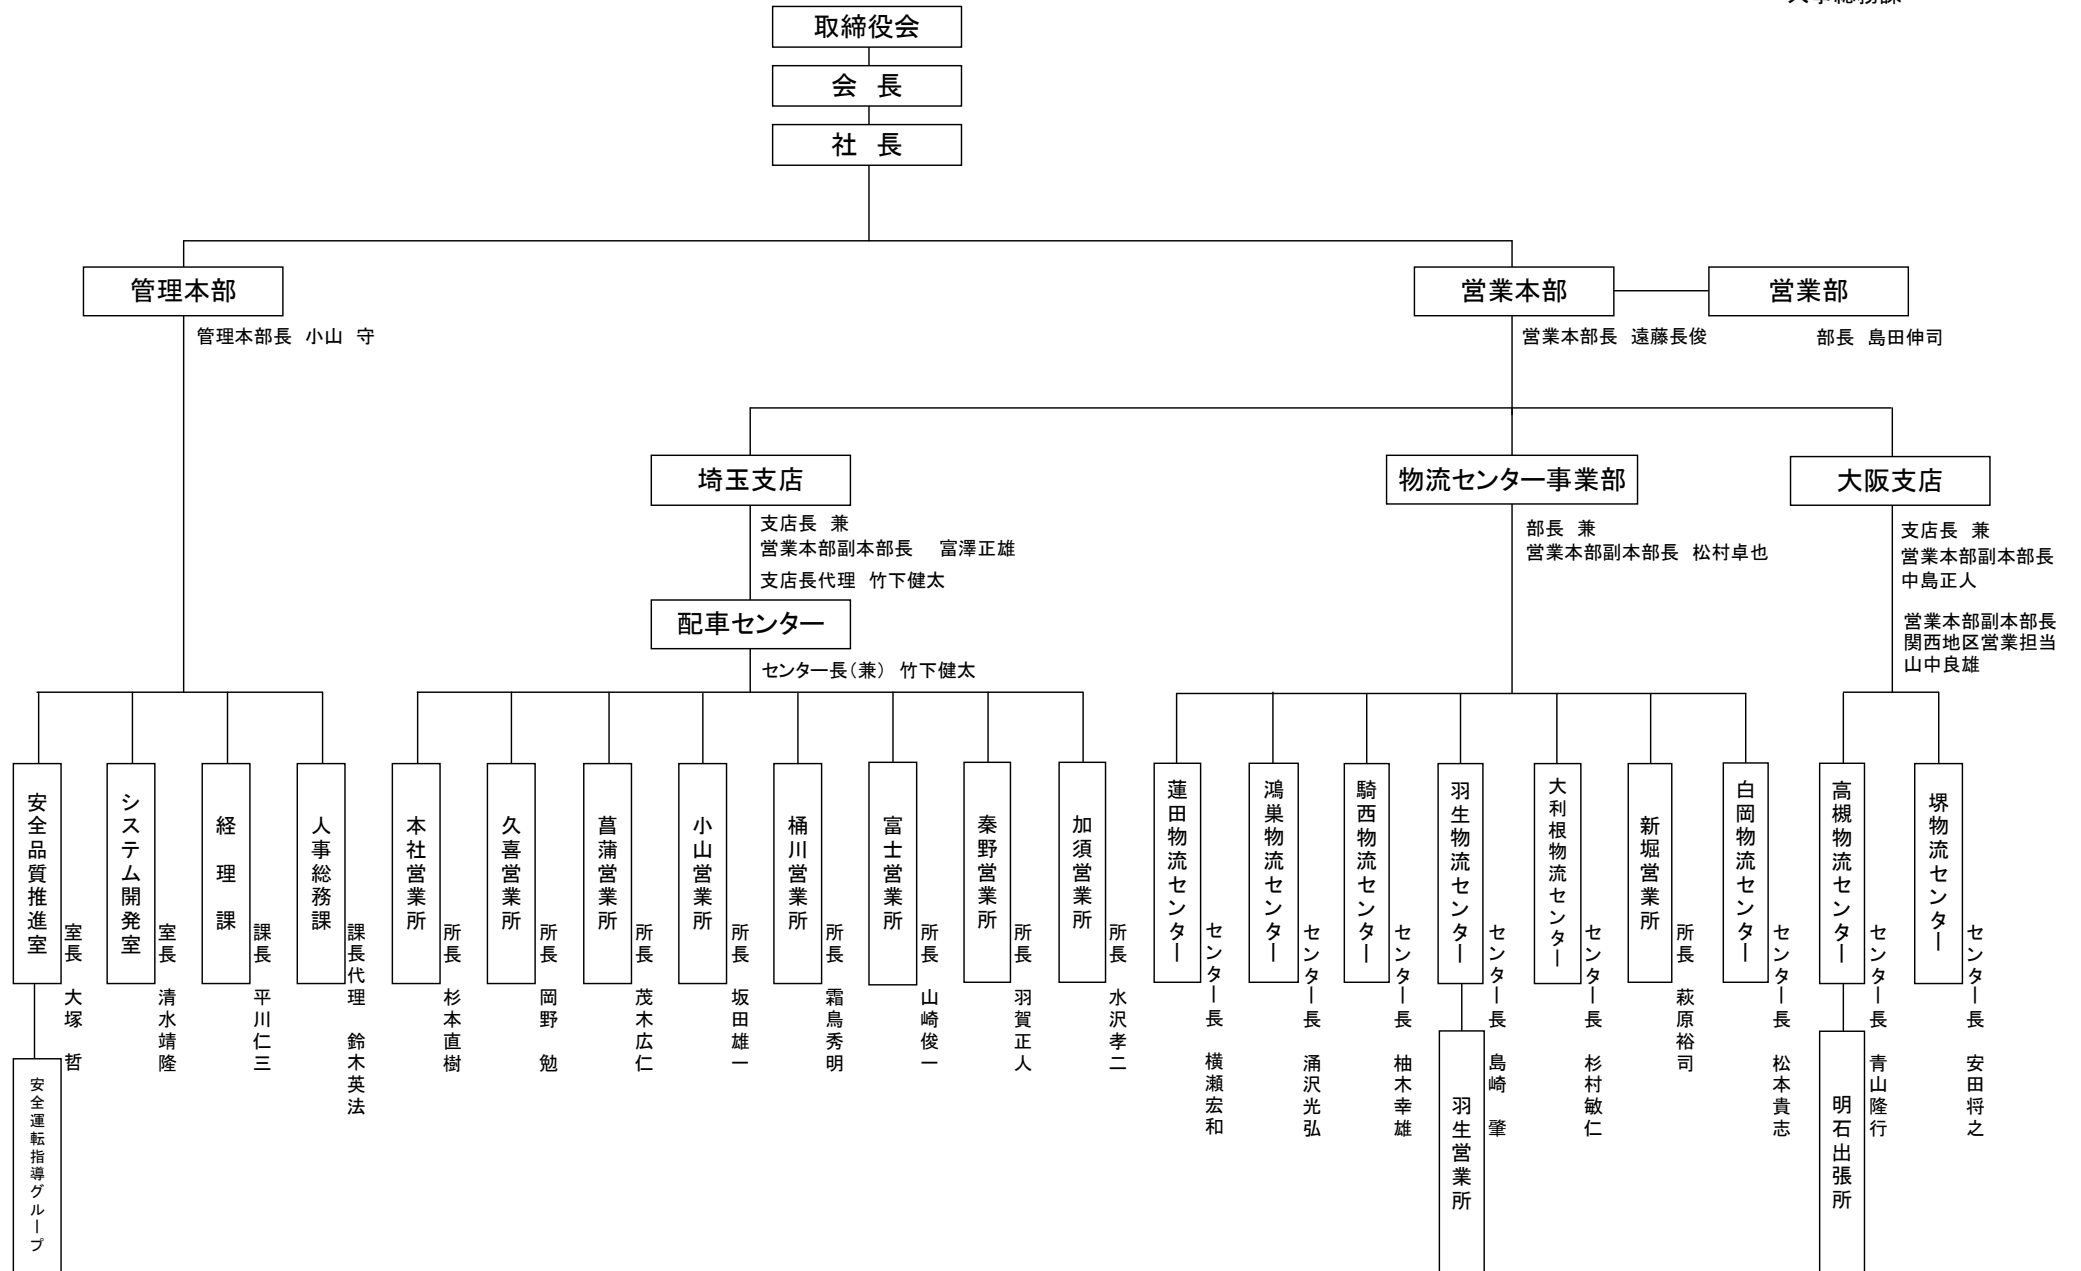 人事総務課
取締役会
会 長
社 長
管理本部
営業本部
営業部
管理本部長 小山 守
営業本部長 遠藤長俊
部長 島田伸司
埼玉支店
物流センター事業部
大阪支店
支店長 兼
営業本部副本部長 富澤正雄
支店長代理 竹下健太
部長 兼
営業本部副本部長 松村卓也
支店長 兼
営業本部副本部長
中島正人
営業本部副本部長
関西地区営業担当
山中良雄
配車センター
センター長(兼) 竹下健太
安全品質推進室
室長 大塚 哲
システム開発室
室長 清水靖隆
経理課
課長 平川仁三
人事総務課
課長代理 鈴木英法
本社営業所
所長 杉本直樹
久喜営業所
所長 岡野 勉
菖蒲営業所
所長 茂木広仁
小山営業所
所長 坂田雄一
桶川営業所
所長 霜鳥秀明
富士営業所
所長 山崎俊一
秦野営業所
所長 羽賀正人
加須営業所
所長 水沢孝二
蓮田物流センター
センター長 横瀬宏和
鴻巣物流センター
センター長 涌沢光弘
騎西物流センター
センター長 柚木幸雄
羽生物流センター
センター長 島崎 肇
大利根物流センター
センター長 杉村敏仁
新堀営業所
所長 萩原裕司
白岡物流センター
センター長 松本貴志
高槻物流センター
センター長 青山隆行
堺物流センター
センター長 安田将之
安全運転指導グループ
羽生営業所
明石出張所